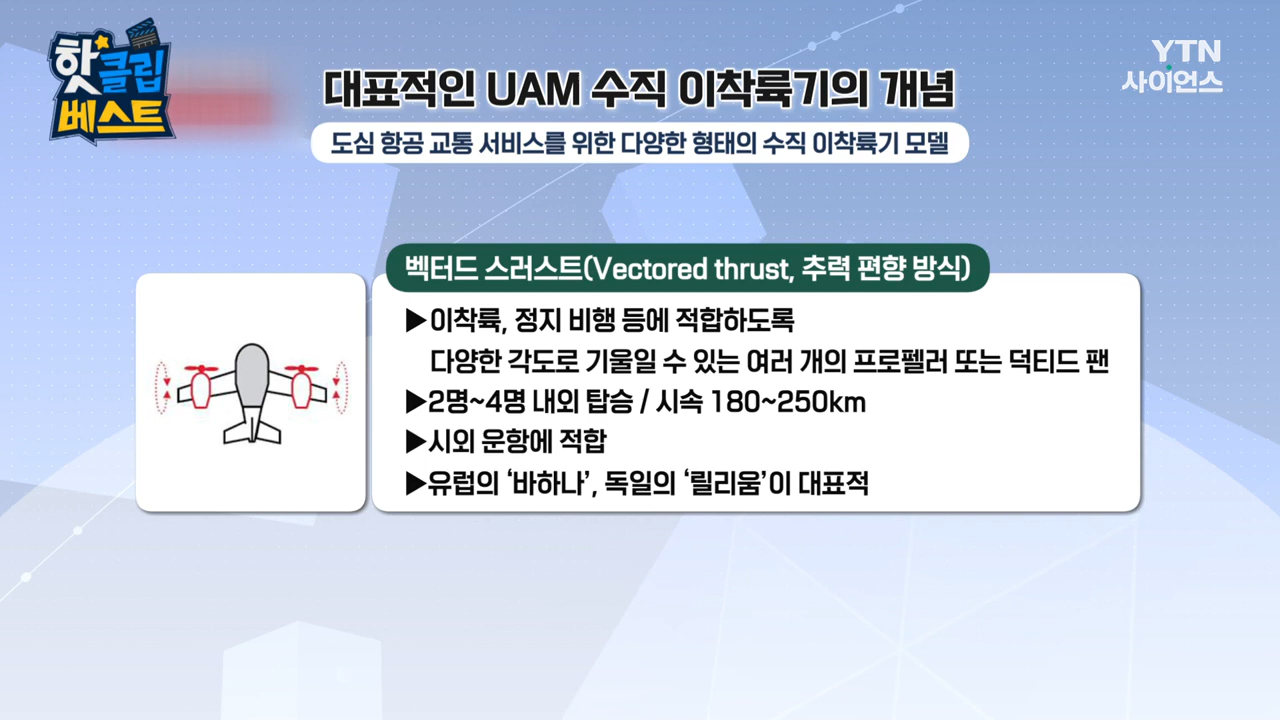 핫클립
베스트
YTN
사이언스
대표적인 UAM 수직 이착륙기의 개념
도심 항공 교통 서비스를 위한 다양한 형태의 수직 이착륙기 모델
벡터드 스러스트(Vectored thrust, 추력 편향 방식)
▶이착륙, 정지 비행 등에 적합하도록
다양한 각도로 기울일 수 있는 여러 개의 프로펠러 또는 덕티드 팬
▶2명~4명 내외 탑승 / 시속 180~250km
▶시외 운항에 적합
▶유럽의 ‘바하나’, 독일의 ‘릴리움’이 대표적